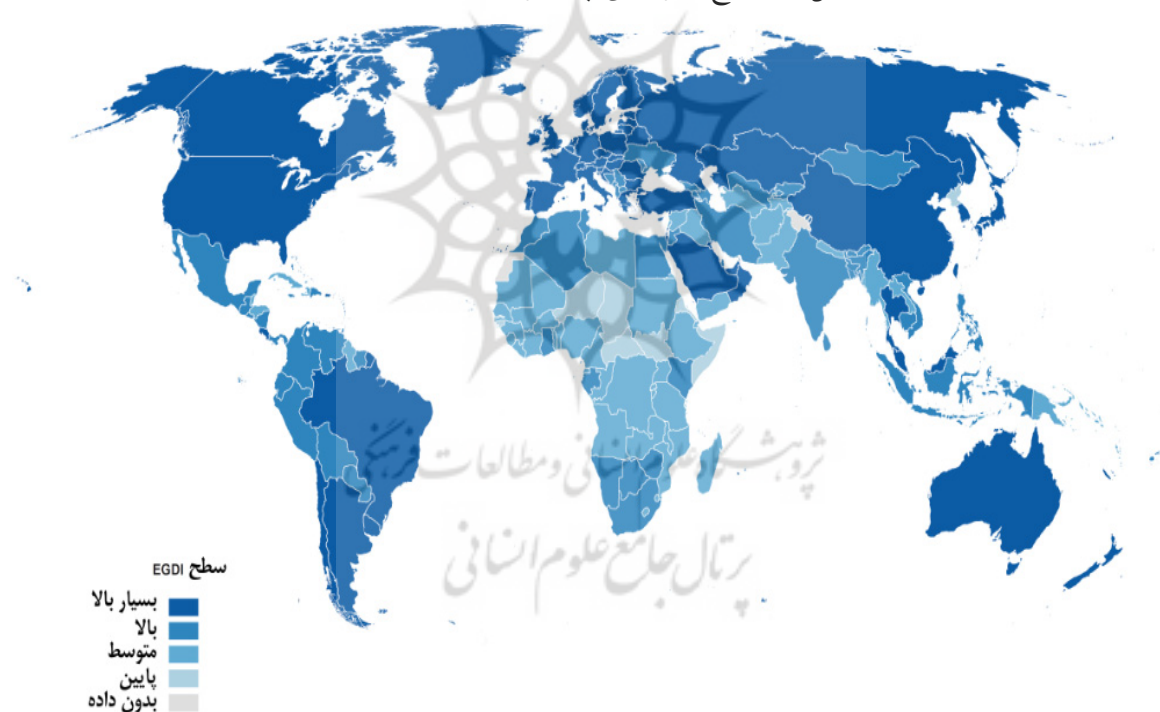 پژوهشگاه علوم انسانی و مطالعات فرهنگی
پرتال جامع علوم انسانی
سطح EGDI
بسیار بالا
بالا
متوسط
پایین
بدون داده